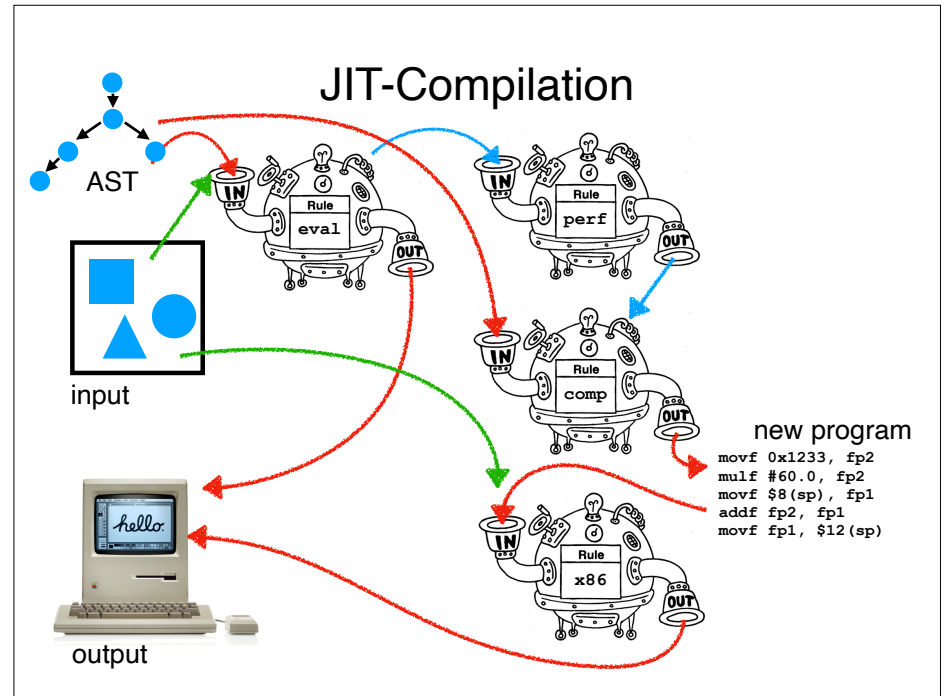 JIT-Compilation
AST
IN
Rule
eval
OUT
IN
Rule
perf
OUT
input
IN
Rule
comp
OUT
new program
movf 0x1233, fp2
mulf #60.0, fp2
movf $8(sp), fp1
addf fp2, fp1
movf fp1, $12(sp)
hello.
IN
Rule
x86
OUT
output